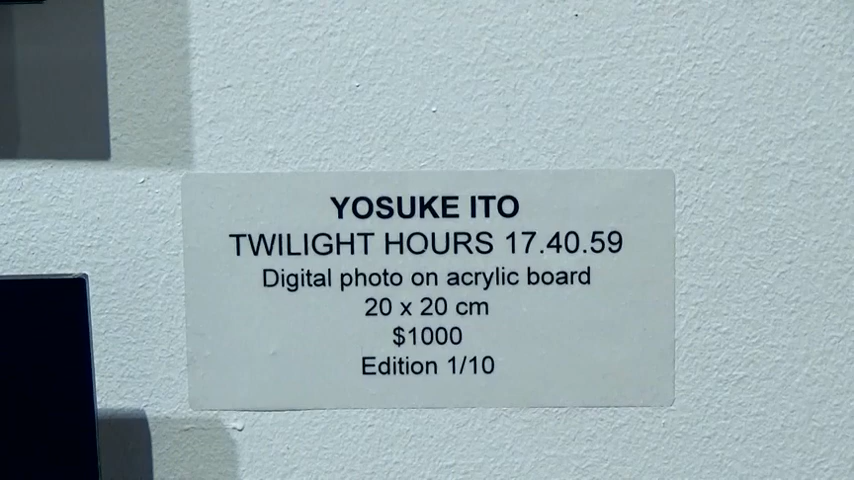 YOSUKE ITO
TWILIGHT HOURS 17.40.59
Digital photo on acrylic board
20 x 20 cm
$1000
Edition 1/10